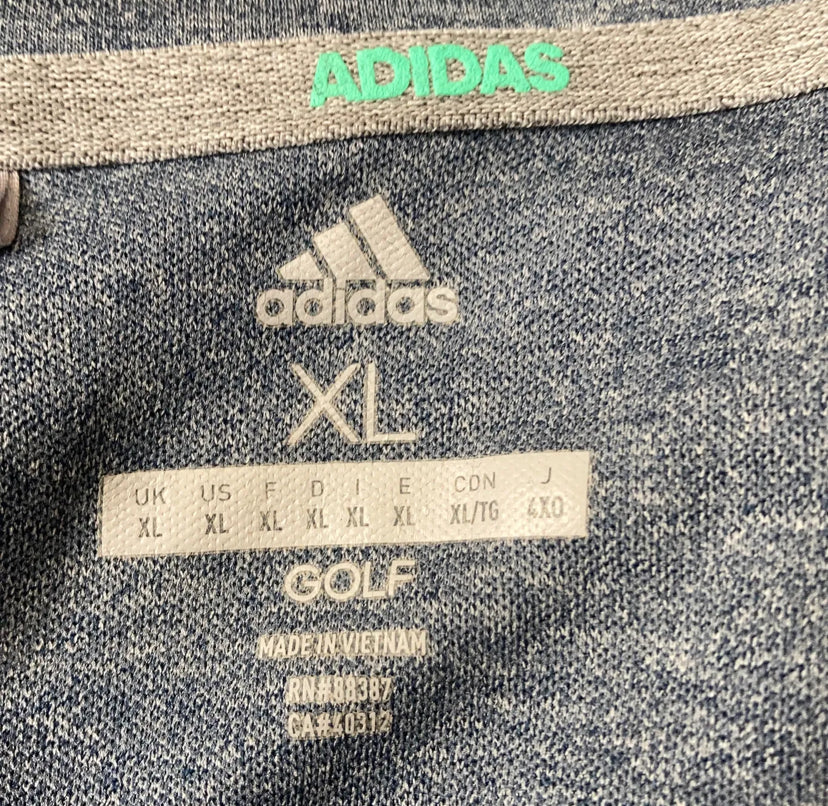 ADIDAS
adidas
XL
UK US F D I E CDN J
XL XL XL XL XL XL XL/TG 4XO
GOLF
MADE IN VIETNAM
RN#88387
CA#40312